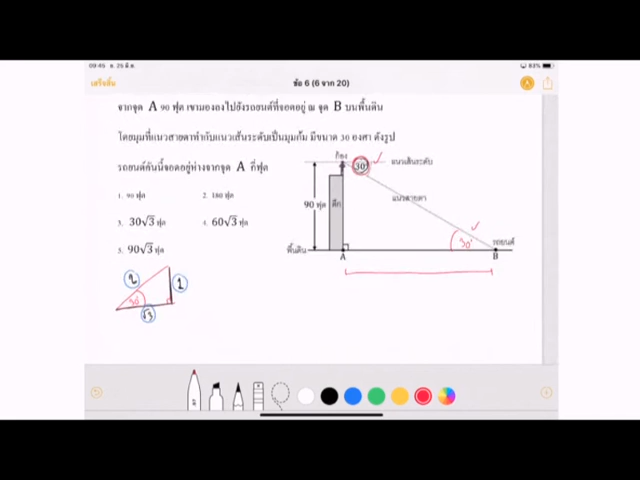 09:45 อ. 25 มี.ค.
83%
เสร็จสิ้น
ข้อ 6 (6 จาก 20)
จากจุด A 90 ฟุต เขามองลงไปยังรถยนต์ที่จอดอยู่ ณ จุด B บนพื้นดิน
โดยมุมที่แนวสายตาทำกับแนวเส้นระดับเป็นมุมก้ม มีขนาด 30 องศา ดังรูป
รถยนต์คันนี้จอดอยู่ห่างจากจุด A กี่ฟุต
1. 90 ฟุต
2. 180 ฟุต
3. 30√3 ฟุต
4. 60√3 ฟุต
5. 90√3 ฟุต
ก้อง
30°
แนวเส้นระดับ
90 ฟุต
ตึก
แนวสายตา
30°
รถยนต์
พื้นดิน
A
B
2
1
30
√3